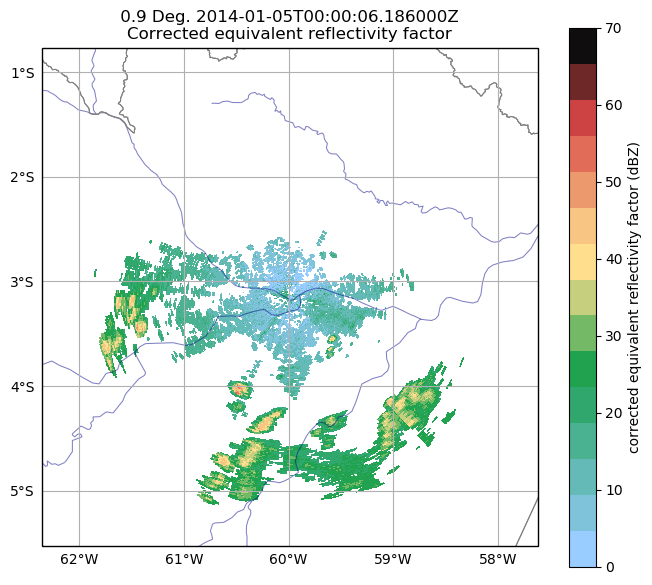 0.9 Deg. 2014-01-05T00:00:06.186000Z
Corrected equivalent reflectivity factor
1°S
2°S
3°S
4°S
5°S
62°W
61°W
60°W
59°W
58°W
70
60
50
40
30
20
10
0
corrected equivalent reflectivity factor (dBZ)